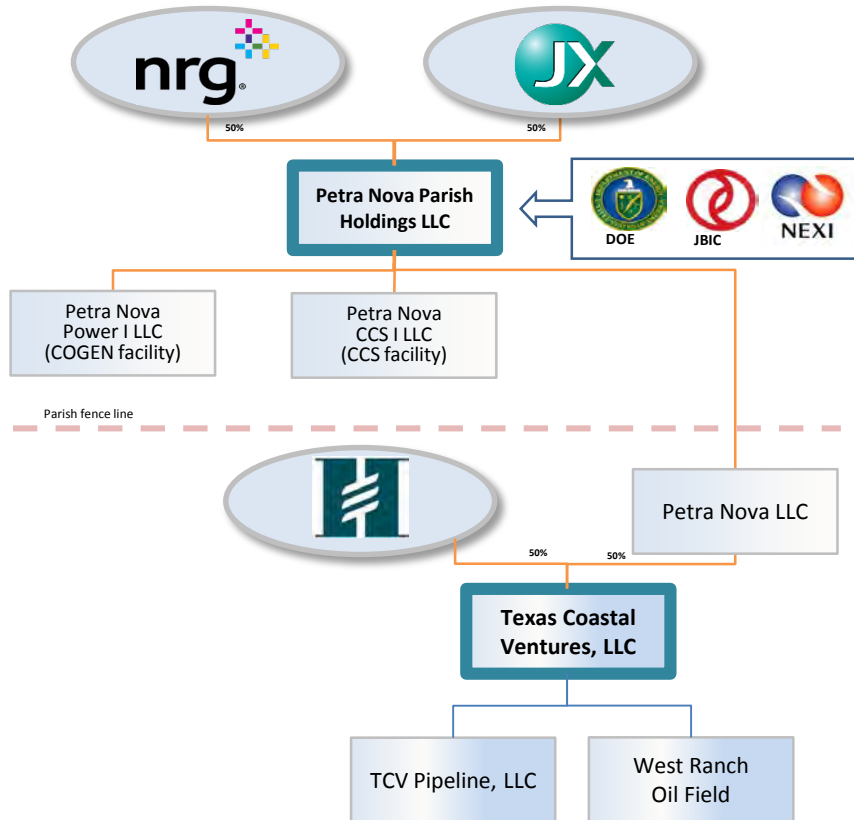 nrg®
JX
50%
50%
Petra Nova Parish
Holdings LLC
DOE
JBIC
NEXI
Petra Nova
Power I LLC
(COGEN facility)
Petra Nova
CCS I LLC
(CCS facility)
Parish fence line
Petra Nova LLC
50%
50%
Texas Coastal
Ventures, LLC
TCV Pipeline, LLC
West Ranch
Oil Field